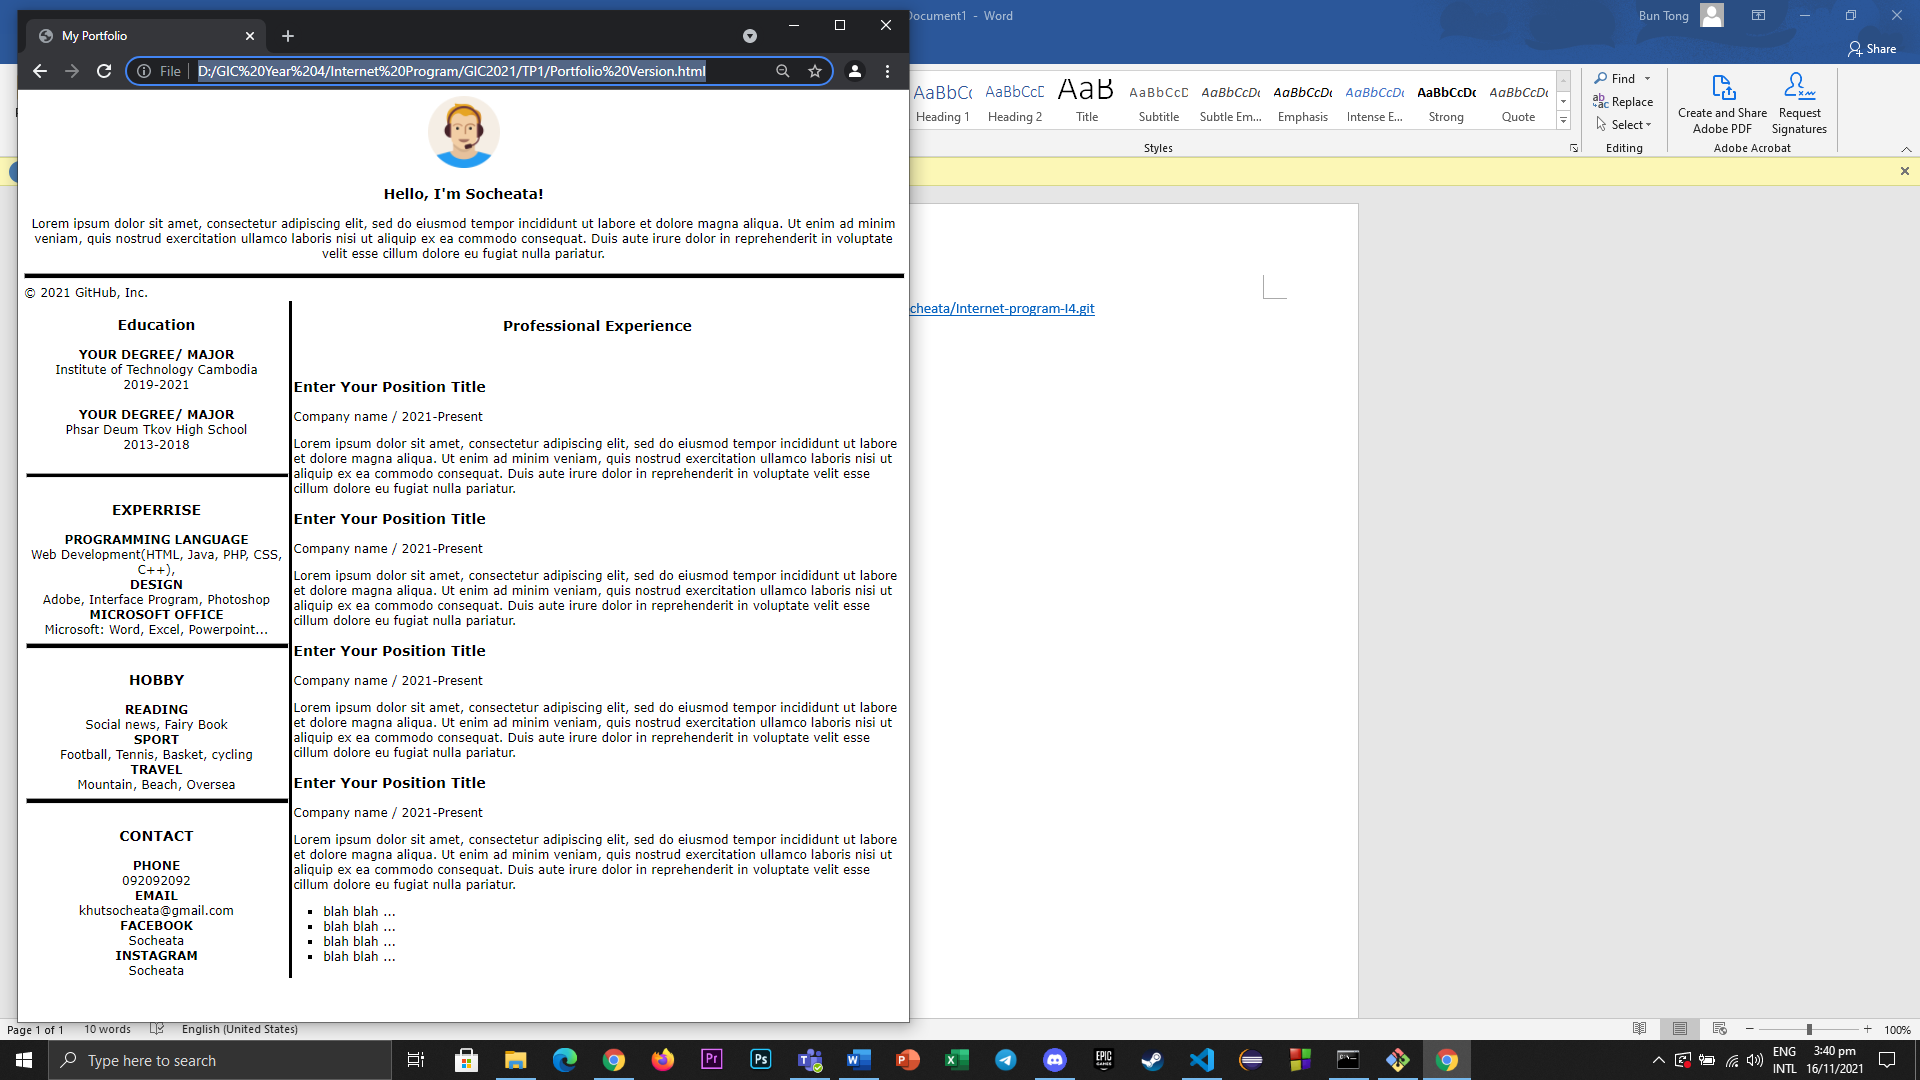 My Portfolio
File
D:/GIC%20Year%204/Internet%20Program/GIC2021/TP1/Portfolio%20Version.html
Hello, I'm Socheata!
Lorem ipsum dolor sit amet, consectetur adipiscing elit, sed do eiusmod tempor incididunt ut labore et dolore magna aliqua. Ut enim ad minim
veniam, quis nostrud exercitation ullamco laboris nisi ut aliquip ex ea commodo consequat. Duis aute irure dolor in reprehenderit in voluptate
velit esse cillum dolore eu fugiat nulla pariatur.
© 2021 GitHub, Inc.
Education
YOUR DEGREE/ MAJOR
Institute of Technology Cambodia
2019-2021
YOUR DEGREE/ MAJOR
Phsar Deum Tkov High School
2013-2018
EXPERRISE
PROGRAMMING LANGUAGE
Web Development(HTML, Java, PHP, CSS,
C++),
DESIGN
Adobe, Interface Program, Photoshop
MICROSOFT OFFICE
Microsoft: Word, Excel, Powerpoint...
HOBBY
READING
Social news, Fairy Book
SPORT
Football, Tennis, Basket, cycling
TRAVEL
Mountain, Beach, Oversea
CONTACT
PHONE
092092092
EMAIL
khutsocheata@gmail.com
FACEBOOK
Socheata
INSTAGRAM
Socheata
Professional Experience
Enter Your Position Title
Company name / 2021-Present
Lorem ipsum dolor sit amet, consectetur adipiscing elit, sed do eiusmod tempor incididunt ut labore
et dolore magna aliqua. Ut enim ad minim veniam, quis nostrud exercitation ullamco laboris nisi ut
aliquip ex ea commodo consequat. Duis aute irure dolor in reprehenderit in voluptate velit esse
cillum dolore eu fugiat nulla pariatur.
Enter Your Position Title
Company name / 2021-Present
Lorem ipsum dolor sit amet, consectetur adipiscing elit, sed do eiusmod tempor incididunt ut labore
et dolore magna aliqua. Ut enim ad minim veniam, quis nostrud exercitation ullamco laboris nisi ut
aliquip ex ea commodo consequat. Duis aute irure dolor in reprehenderit in voluptate velit esse
cillum dolore eu fugiat nulla pariatur.
Enter Your Position Title
Company name / 2021-Present
Lorem ipsum dolor sit amet, consectetur adipiscing elit, sed do eiusmod tempor incididunt ut labore
et dolore magna aliqua. Ut enim ad minim veniam, quis nostrud exercitation ullamco laboris nisi ut
aliquip ex ea commodo consequat. Duis aute irure dolor in reprehenderit in voluptate velit esse
cillum dolore eu fugiat nulla pariatur.
Enter Your Position Title
Company name / 2021-Present
Lorem ipsum dolor sit amet, consectetur adipiscing elit, sed do eiusmod tempor incididunt ut labore
et dolore magna aliqua. Ut enim ad minim veniam, quis nostrud exercitation ullamco laboris nisi ut
aliquip ex ea commodo consequat. Duis aute irure dolor in reprehenderit in voluptate velit esse
cillum dolore eu fugiat nulla pariatur.
blah blah ...
blah blah ...
blah blah ...
blah blah ...
Document1 - Word
Bun Tong
Share
AaBbCc AaBbCcD AaB AaBbCcD AaBbCcDc AaBbCcDc AaBbCcDc AaBbCcDc AaBbCcDc
Heading 1 Heading 2 Title Subtitle Subtle Em... Emphasis Intense E... Strong Quote
Styles
Find
Replace
Select
Editing
Create and Share
Adobe PDF
Request
Signatures
Adobe Acrobat
cheata/Internet-program-I4.git
Page 1 of 1 10 words English (United States)
100%
Type here to search
Pr
Ps
EPIC
GAMES
ENG
INTL
3:40 pm
16/11/2021